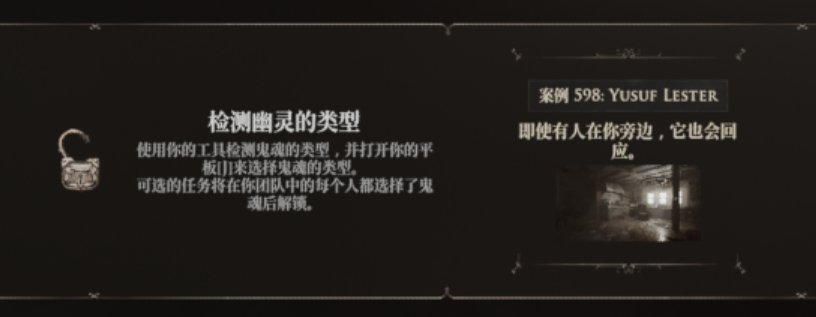 检测幽灵的类型
使用你的工具检测鬼魂的类型，并打开你的平
板[J]来选择鬼魂的类型。
可选的任务将在你团队中的每个人都选择了鬼
魂后解锁。
案例 598: YUSUF LESTER
即使有人在你旁边，它也会回
应。